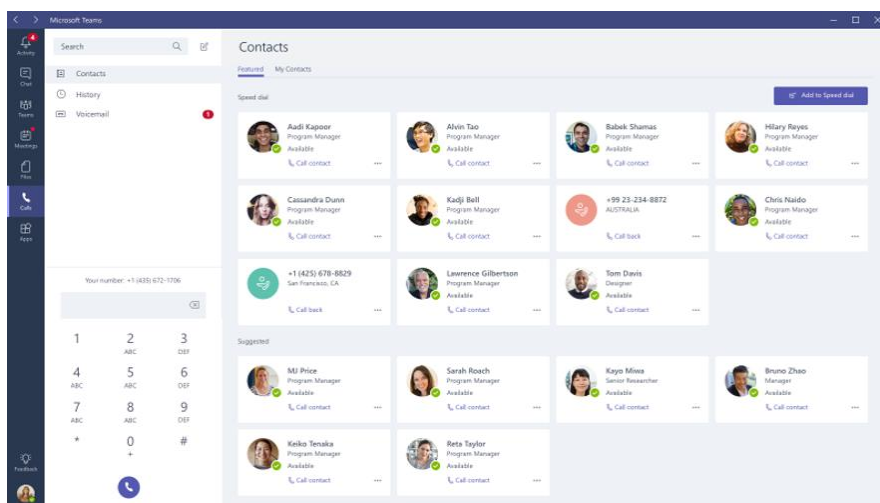 Microsoft Teams
4
Activity
Chat
Teams
Meetings
Files
Calls
Apps
Feedback
Search
Contacts
History
Voicemail
1
Your number: +1 (435) 672-1706
1
2
ABC
3
DEF
4
ABC
5
ABC
6
DEF
7
ABC
8
ABC
9
DEF
*
0
+
#
Contacts
Featured
My Contacts
Speed dial
Add to Speed dial
Aadi Kapoor
Program Manager
Available
Call contact
Alvin Tao
Program Manager
Available
Call contact
Babek Shamas
Program Manager
Available
Call contact
Hilary Reyes
Program Manager
Available
Call contact
Cassandra Dunn
Program Manager
Available
Call contact
Kadji Bell
Program Manager
Available
Call contact
+99 23-234-8872
AUSTRALIA
Call back
Chris Naido
Program Manager
Available
Call contact
+1 (425) 678-8829
San Francisco, CA
Call back
Lawrence Gilbertson
Program Manager
Available
Call contact
Tom Davis
Designer
Available
Call contact
Suggested
MJ Price
Program Manager
Available
Call contact
Sarah Roach
Program Manager
Available
Call contact
Kayo Miwa
Senior Researcher
Available
Call contact
Bruno Zhao
Manager
Available
Call contact
Keiko Tenaka
Program Manager
Available
Call contact
Reta Taylor
Program Manager
Available
Call contact